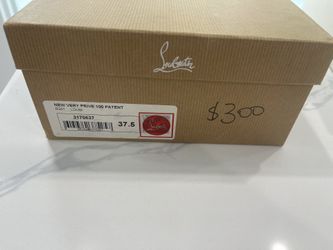 Louboutin
NEW VERY PRIVE 100 PATENT
3170637
37.5
$300